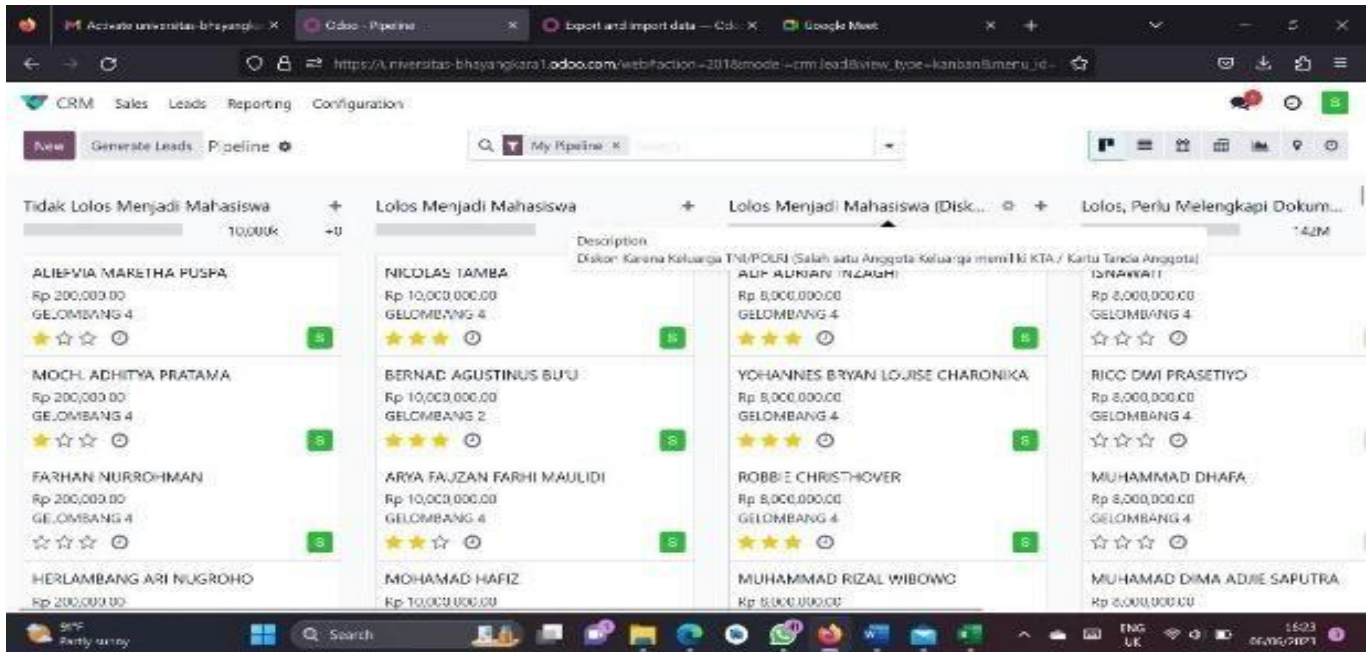 Activate universitas-bhayangk
Odoo - Pipeline
Export and import data — Od
Google Meet
CRM Sales Leads Reporting Configuration
New Generate Leads Pipeline
My Pipeline
Tidak Lolos Menjadi Mahasiswa
Lolos Menjadi Mahasiswa
Lolos Menjadi Mahasiswa (Disk...
Lolos, Perlu Melengkapi Dokum...
10,000k +0
142M
Description
Diskon Karena Keluarga TNI/POLRI (Salah satu Anggota Keluarga memiliki KTA / Kartu Tanda Anggota)
ALIEFVIA MARETHA PUSPA
Rp 200,000.00
GELOMBANG 4
NICOLAS TAMBA
Rp 10,000,000.00
GELOMBANG 4
ADRIAN INZAGHI
Rp 8,000,000.00
GELOMBANG 4
ISNAWATI
Rp 8,000,000.00
GELOMBANG 4
MOCH. ADHITYA PRATAMA
Rp 200,000.00
GELOMBANG 4
BERNAD AGUSTINUS
Rp 10,000,000.00
GELOMBANG 2
YOHANNES BRYAN LOUISE CHARONIKA
Rp 8,000,000.00
GELOMBANG 4
RICO DWI PRASETIYO
Rp 8,000,000.00
GELOMBANG 4
FARHAN NURROHMAN
Rp 200,000.00
GELOMBANG 4
ARYA FAUZAN FARHI MAULIDI
Rp 10,000,000.00
GELOMBANG 4
ROBBIE CHRISTHOVER
Rp 8,000,000.00
GELOMBANG 4
MUHAMMAD DHAFA
Rp 8,000,000.00
GELOMBANG 4
HERLAMBANG ARI NUGROHO
Rp 200,000.00
MOHAMAD HAFIZ
Rp 10,000,000.00
MUHAMMAD RIZAL WIBOWO
Rp 8,000,000.00
MUHAMAD DIMA ADJIE SAPUTRA
Rp 8,000,000.00
Partly sunny
Search
ENG
UK
16:23
06/06/2023